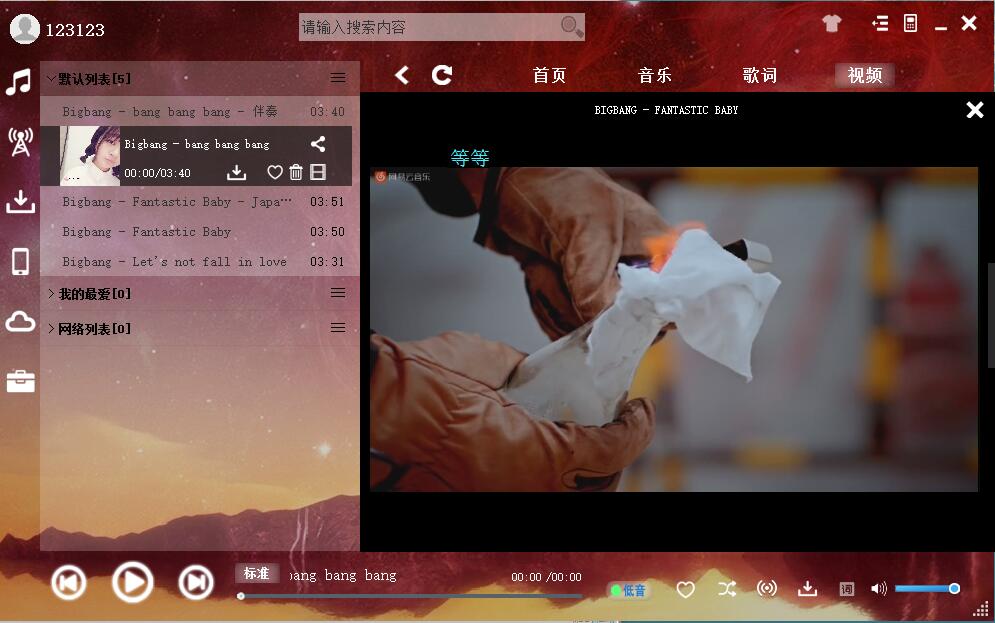 123123
请输入搜索内容
首页 音乐 歌词 视频
默认列表[5]
Bigbang - bang bang bang - 伴奏 03:40
Bigbang - bang bang bang
...
00:00/03:40
Bigbang - Fantastic Baby - Japa… 03:51
Bigbang - Fantastic Baby 03:50
Bigbang - Let's not fall in love 03:31
我的最爱[0]
网络列表[0]
BIGBANG - FANTASTIC BABY
等等
网易云音乐
标准 bang bang bang 00:00 /00:00
低音 词